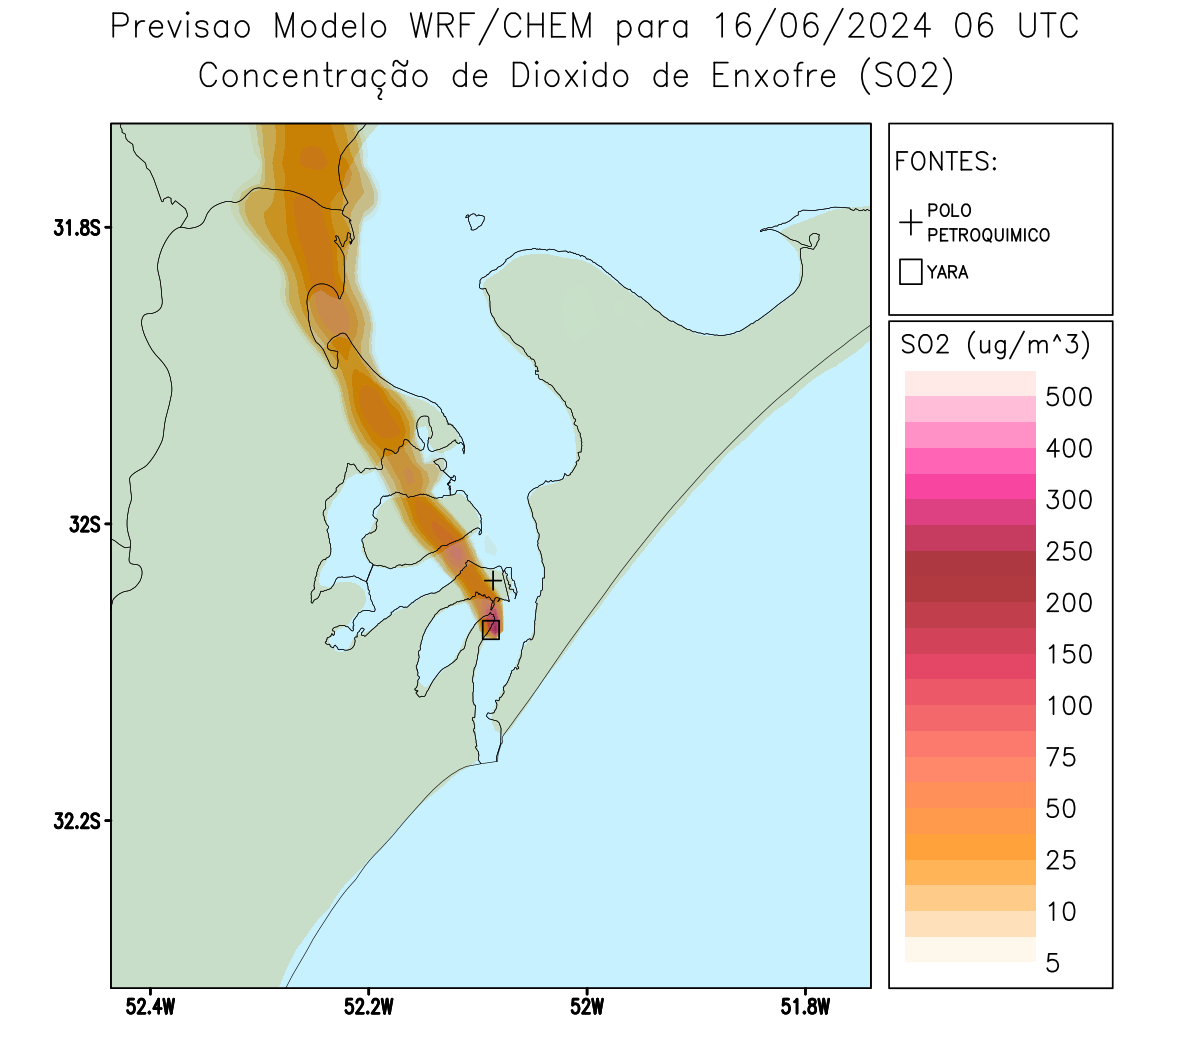 Previsao Modelo WRF/CHEM para 16/06/2024 06 UTC
Concentração de Dioxido de Enxofre (SO2)
FONTES:
POLO
PETROQUIMICO
YARA
SO2 (ug/m^3)
500
400
300
250
200
150
100
75
50
25
10
5
31.8S
32S
32.2S
52.4W
52.2W
52W
51.8W